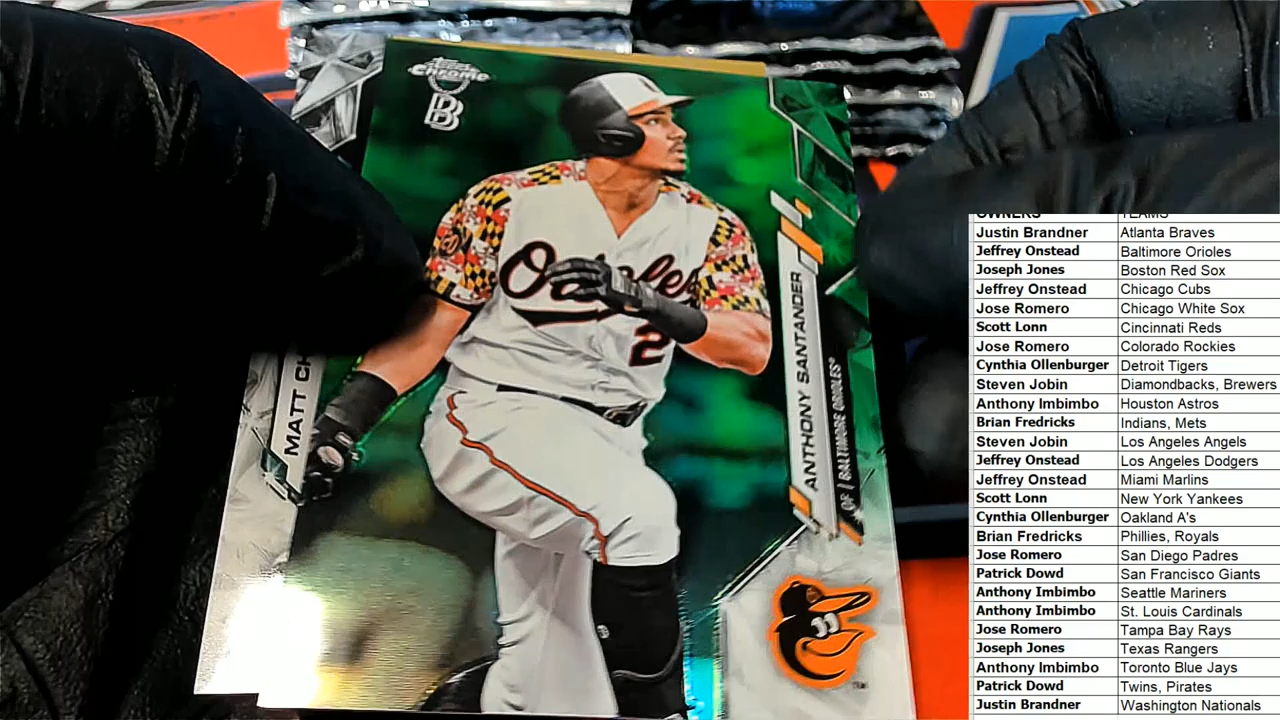 Topps
Chrome
B
Orioles
2
ANTHONY SANTANDER
OF / BALTIMORE ORIOLES®
MATT CH
OWNERS TEAMS
Justin Brandner Atlanta Braves
Jeffrey Onstead Baltimore Orioles
Joseph Jones Boston Red Sox
Jeffrey Onstead Chicago Cubs
Jose Romero Chicago White Sox
Scott Lonn Cincinnati Reds
Jose Romero Colorado Rockies
Cynthia Ollenburger Detroit Tigers
Steven Jobin Diamondbacks, Brewers
Anthony Imbimbo Houston Astros
Brian Fredricks Indians, Mets
Steven Jobin Los Angeles Angels
Jeffrey Onstead Los Angeles Dodgers
Jeffrey Onstead Miami Marlins
Scott Lonn New York Yankees
Cynthia Ollenburger Oakland A's
Brian Fredricks Phillies, Royals
Jose Romero San Diego Padres
Patrick Dowd San Francisco Giants
Anthony Imbimbo Seattle Mariners
Anthony Imbimbo St. Louis Cardinals
Jose Romero Tampa Bay Rays
Joseph Jones Texas Rangers
Anthony Imbimbo Toronto Blue Jays
Patrick Dowd Twins, Pirates
Justin Brandner Washington Nationals